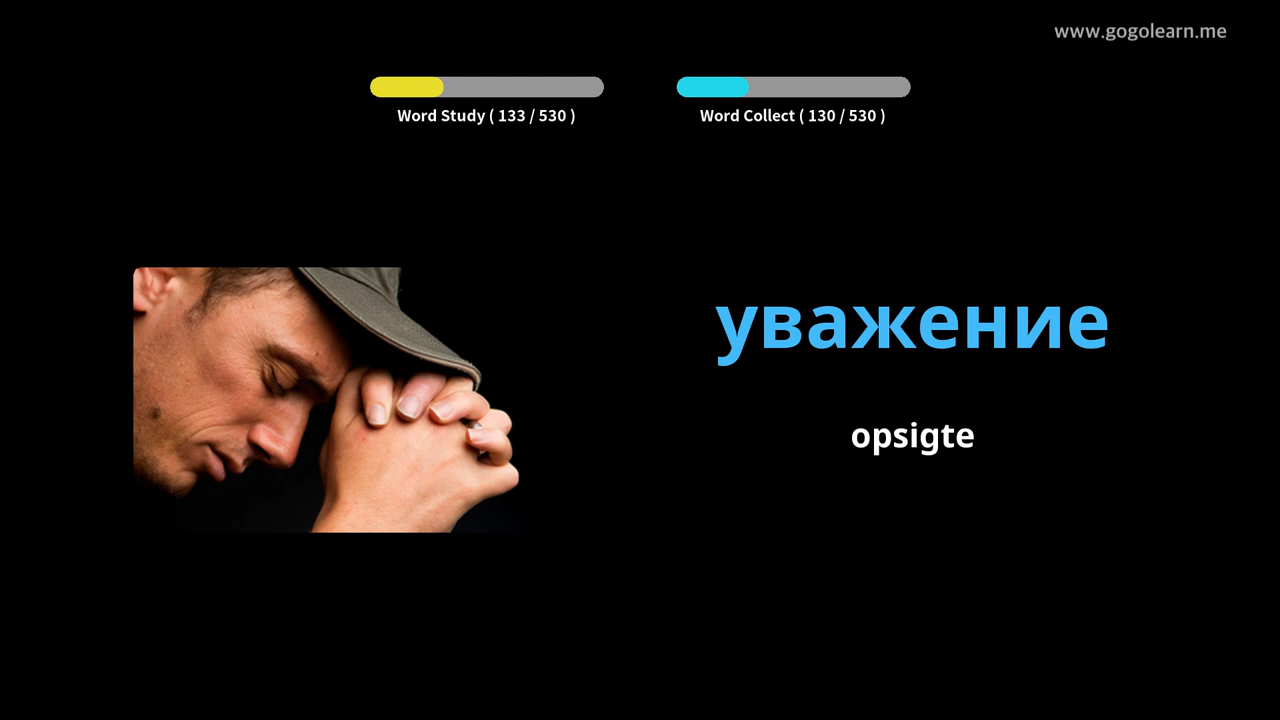 www.gogolearn.me
Word Study ( 133 / 530 )
Word Collect ( 130 / 530 )
уважение
opsigte